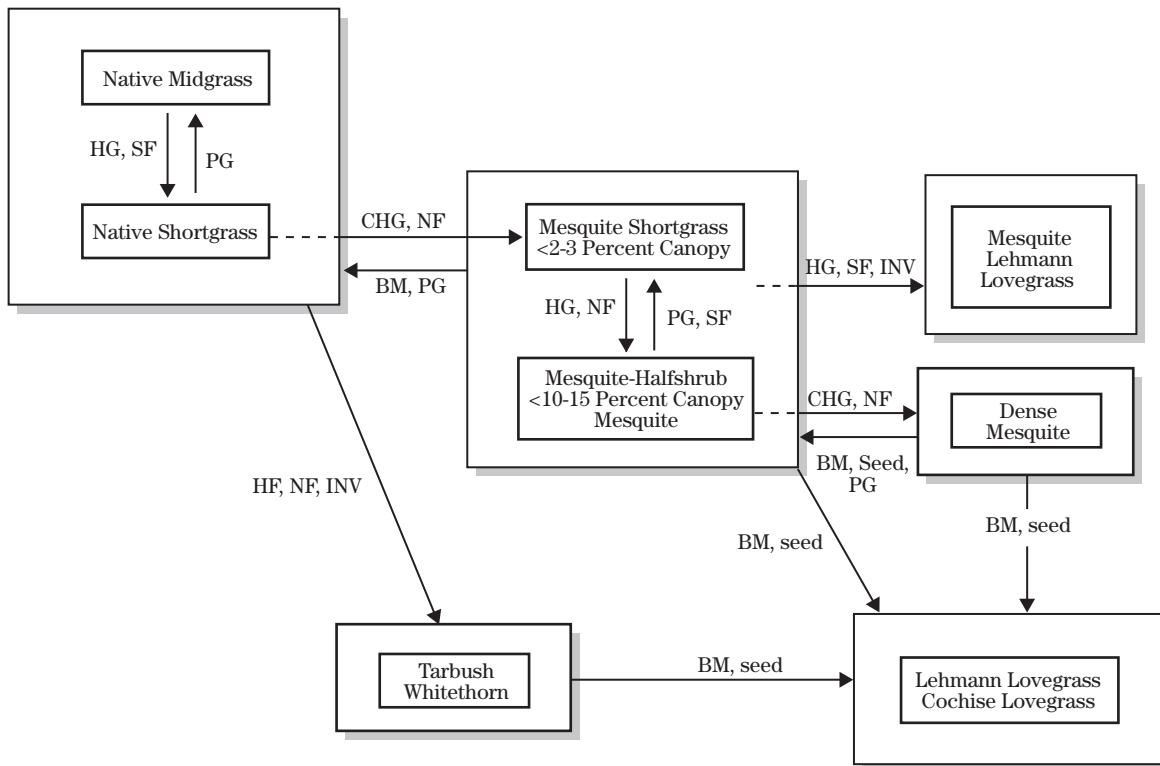 Native Midgrass
HG, SF
PG
Native Shortgrass
CHG, NF
BM, PG
Mesquite Shortgrass
<2-3 Percent Canopy
HG, NF
PG, SF
Mesquite-Halfshrub
<10-15 Percent Canopy
Mesquite
HG, SF, INV
Mesquite
Lehmann
Lovegrass
CHG, NF
BM, Seed,
PG
Dense
Mesquite
HF, NF, INV
BM, seed
BM, seed
Tarbush
Whitethorn
BM, seed
Lehmann Lovegrass
Cochise Lovegrass